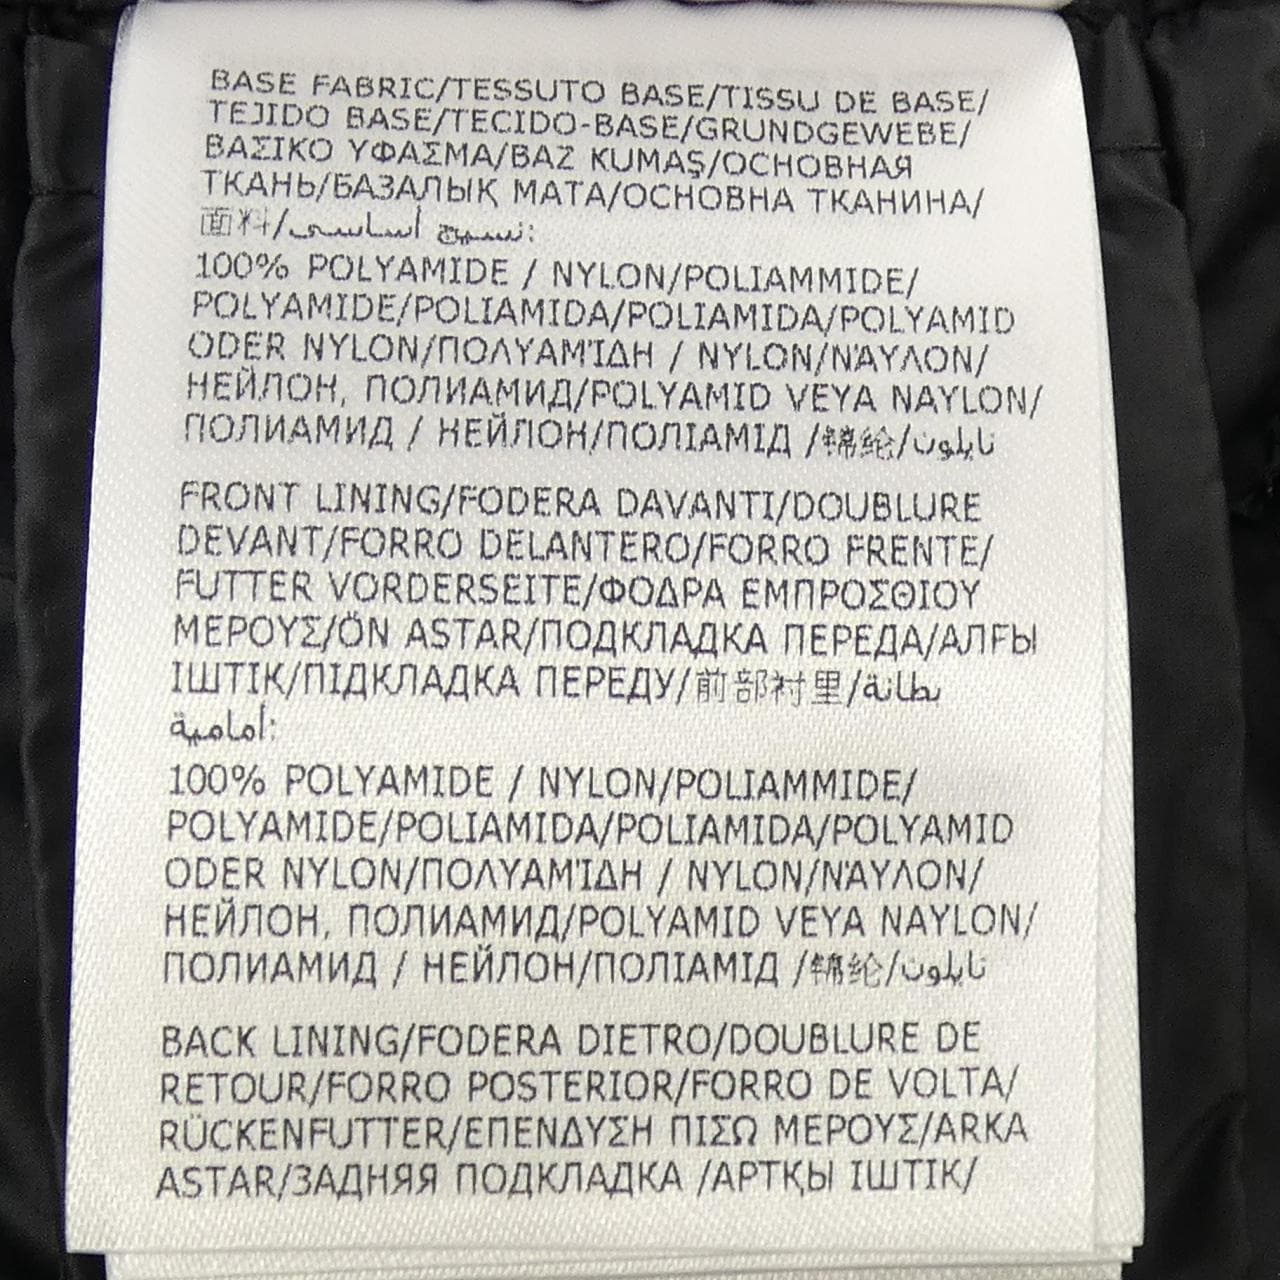 BASE FABRIC/TESSUTO BASE/TISSU DE BASE/
TEJIDO BASE/TECIDO-BASE/GRUNDGEWEBE/
ΒΑΣΙΚΟ ΥΦΑΣΜΑ/BAZ KUMAŞ/ОСНОВНАЯ
ТКАНЬ/БАЗАЛЫҚ МАТА/ОСНОВНА ТКАНИНА/
面料/نسيج أساسى:
100% POLYAMIDE / NYLON/POLIAMMIDE/
POLYAMIDE/POLIAMIDA/POLIAMIDA/POLYAMID
ODER NYLON/ΠΟΛΥΑΜΊΔΗ / NYLON/ΝΆΥΛΟΝ/
НЕЙЛОН, ПОЛИАМИД/POLYAMID VEYA NAYLON/
ПОЛИАМИД / НЕЙЛОН/ПОЛІАМІД /锦纶/نايلون
FRONT LINING/FODERA DAVANTI/DOUBLURE
DEVANT/FORRO DELANTERO/FORRO FRENTE/
FUTTER VORDERSEITE/ΦΟΔΡΑ ΕΜΠΡΟΣΘΙΟΥ
ΜΕΡΟΥΣ/ÖN ASTAR/ПОДКЛАДКА ПЕРЕДА/АЛҒЫ
ІШТІК/ПІДКЛАДКА ПЕРЕДУ/前部衬里/بطانة
أمامية:
100% POLYAMIDE / NYLON/POLIAMMIDE/
POLYAMIDE/POLIAMIDA/POLIAMIDA/POLYAMID
ODER NYLON/ΠΟΛΥΑΜΊΔΗ / NYLON/ΝΆΥΛΟΝ/
НЕЙЛОН, ПОЛИАМИД/POLYAMID VEYA NAYLON/
ПОЛИАМИД / НЕЙЛОН/ПОЛІАМІД /锦纶/نايلون
BACK LINING/FODERA DIETRO/DOUBLURE DE
RETOUR/FORRO POSTERIOR/FORRO DE VOLTA/
RÜCKENFUTTER/ΕΠΕΝΔΥΣΗ ΠΙΣΩ ΜΕΡΟΥΣ/ARKA
ASTAR/ЗАДНЯЯ ПОДКЛАДКА /АРТҚЫ ІШТІК/